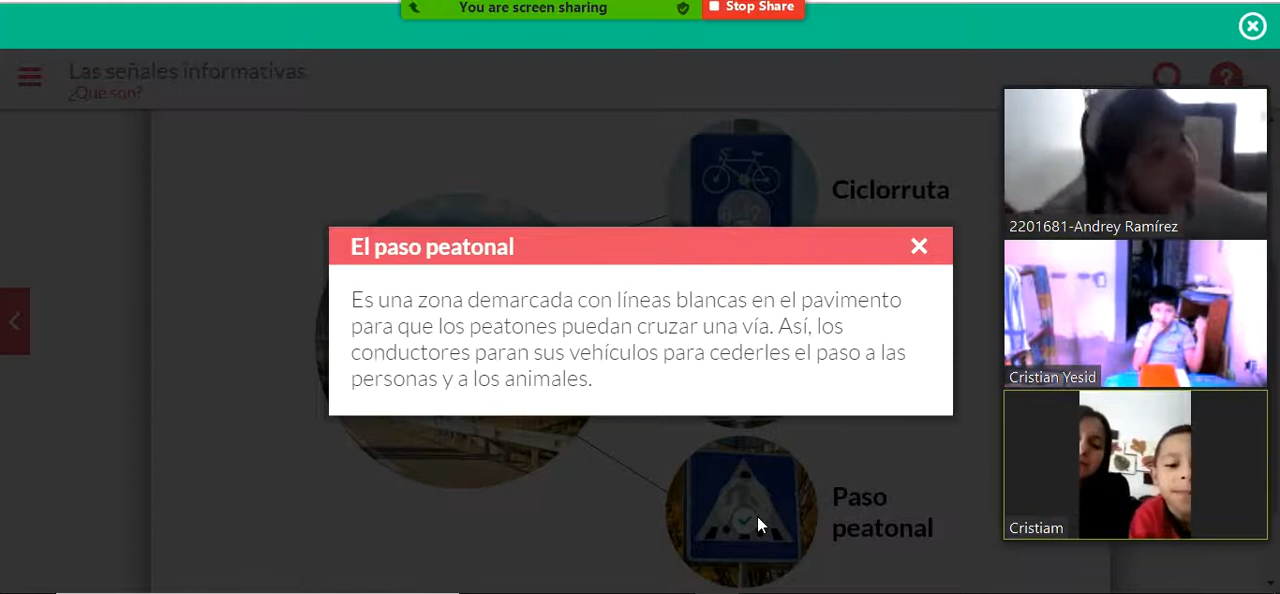 You are screen sharing
Stop Share
Las señales informativas
¿Que son?
?
Ciclorruta
El paso peatonal
Es una zona demarcada con líneas blancas en el pavimento
para que los peatones puedan cruzar una vía. Así, los
conductores paran sus vehículos para cederles el paso a las
personas y a los animales.
Paso
peatonal
2201681-Andrey Ramírez
Cristian Yesid
Cristiam